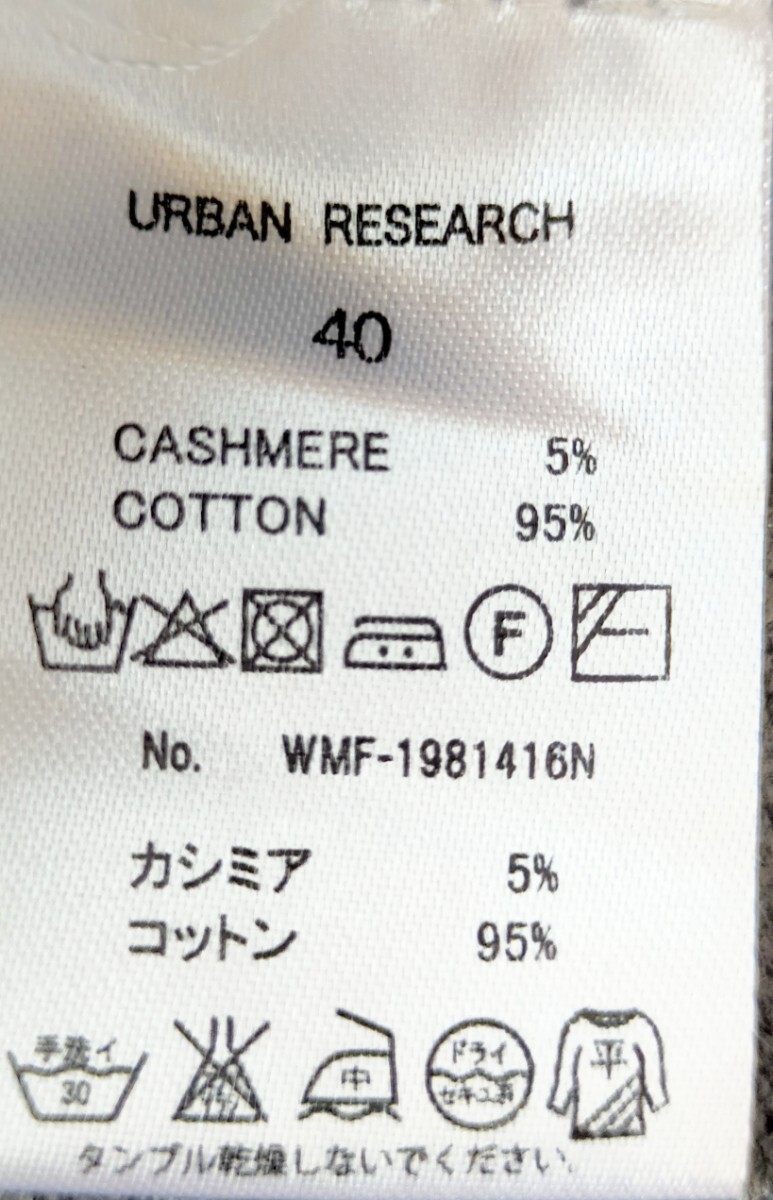 URBAN RESEARCH
40
CASHMERE 5%
COTTON 95%
F
No. WMF-1981416N
カシミア 5%
コットン 95%
手洗イ 30 中 ドライ セキユ系 平
タンブル乾燥しないでください.